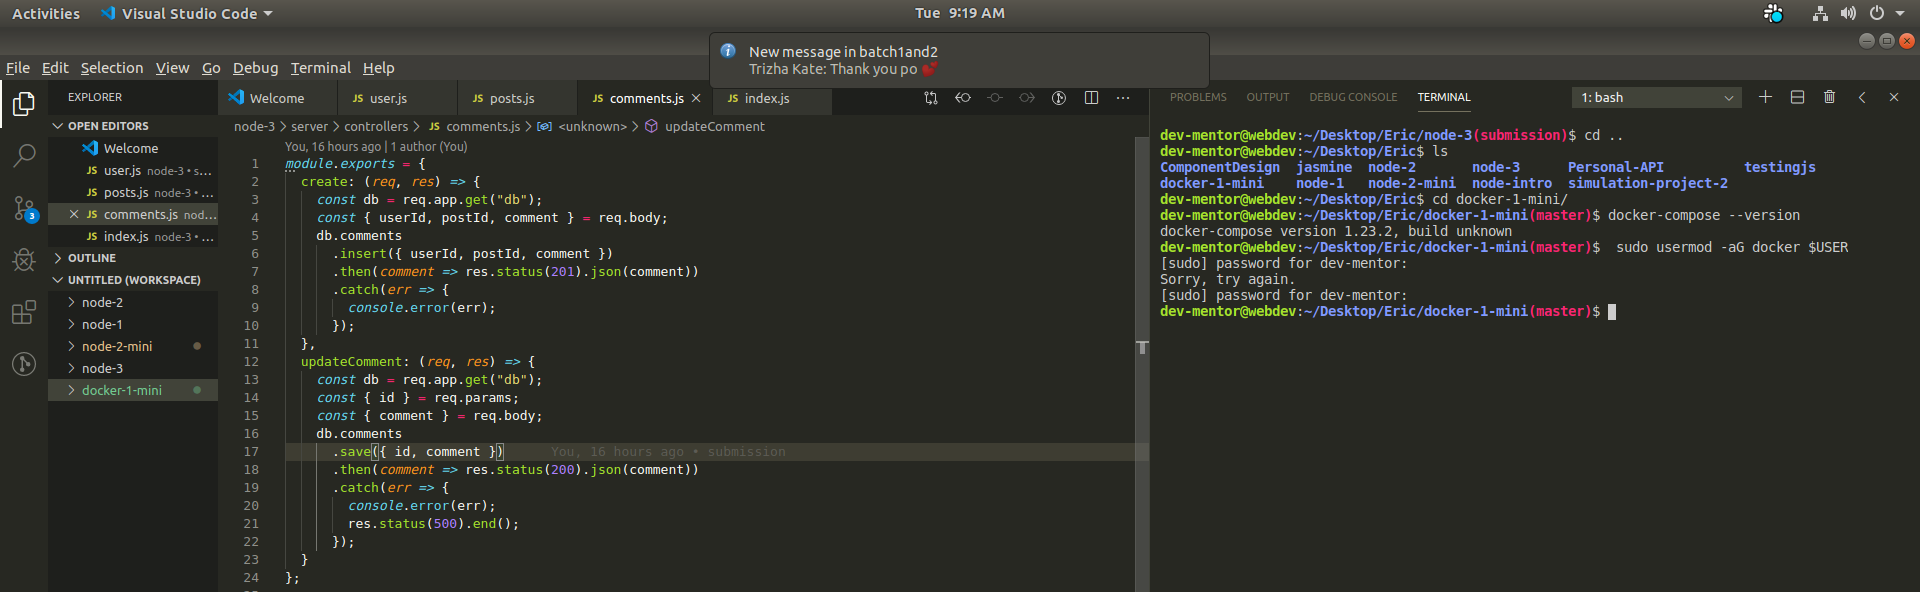 Activities Visual Studio Code Tue 9:19 AM
New message in batch1and2
Trizha Kate: Thank you po
File Edit Selection View Go Debug Terminal Help
EXPLORER
OPEN EDITORS
Welcome
JS user.js node-3 • s...
JS posts.js node-3 • ...
JS comments.js nod...
JS index.js node-3 • ...
OUTLINE
UNTITLED (WORKSPACE)
node-2
node-1
node-2-mini
node-3
docker-1-mini
3
Welcome JS user.js JS posts.js JS comments.js JS index.js
node-3 > server > controllers > JS comments.js > <unknown> > updateComment
You, 16 hours ago | 1 author (You)
1 module.exports = {
2 create: (req, res) => {
3 const db = req.app.get("db");
4 const { userId, postId, comment } = req.body;
5 db.comments
6 .insert({ userId, postId, comment })
7 .then(comment => res.status(201).json(comment))
8 .catch(err => {
9 console.error(err);
10 });
11 },
12 updateComment: (req, res) => {
13 const db = req.app.get("db");
14 const { id } = req.params;
15 const { comment } = req.body;
16 db.comments
17 .save({ id, comment }) You, 16 hours ago • submission
18 .then(comment => res.status(200).json(comment))
19 .catch(err => {
20 console.error(err);
21 res.status(500).end();
22 });
23 }
24 };
PROBLEMS OUTPUT DEBUG CONSOLE TERMINAL 1: bash
dev-mentor@webdev:~/Desktop/Eric/node-3(submission)$ cd ..
dev-mentor@webdev:~/Desktop/Eric$ ls
ComponentDesign jasmine node-2 node-3 Personal-API testingjs
docker-1-mini node-1 node-2-mini node-intro simulation-project-2
dev-mentor@webdev:~/Desktop/Eric$ cd docker-1-mini/
dev-mentor@webdev:~/Desktop/Eric/docker-1-mini(master)$ docker-compose --version
docker-compose version 1.23.2, build unknown
dev-mentor@webdev:~/Desktop/Eric/docker-1-mini(master)$ sudo usermod -aG docker $USER
[sudo] password for dev-mentor:
Sorry, try again.
[sudo] password for dev-mentor:
dev-mentor@webdev:~/Desktop/Eric/docker-1-mini(master)$